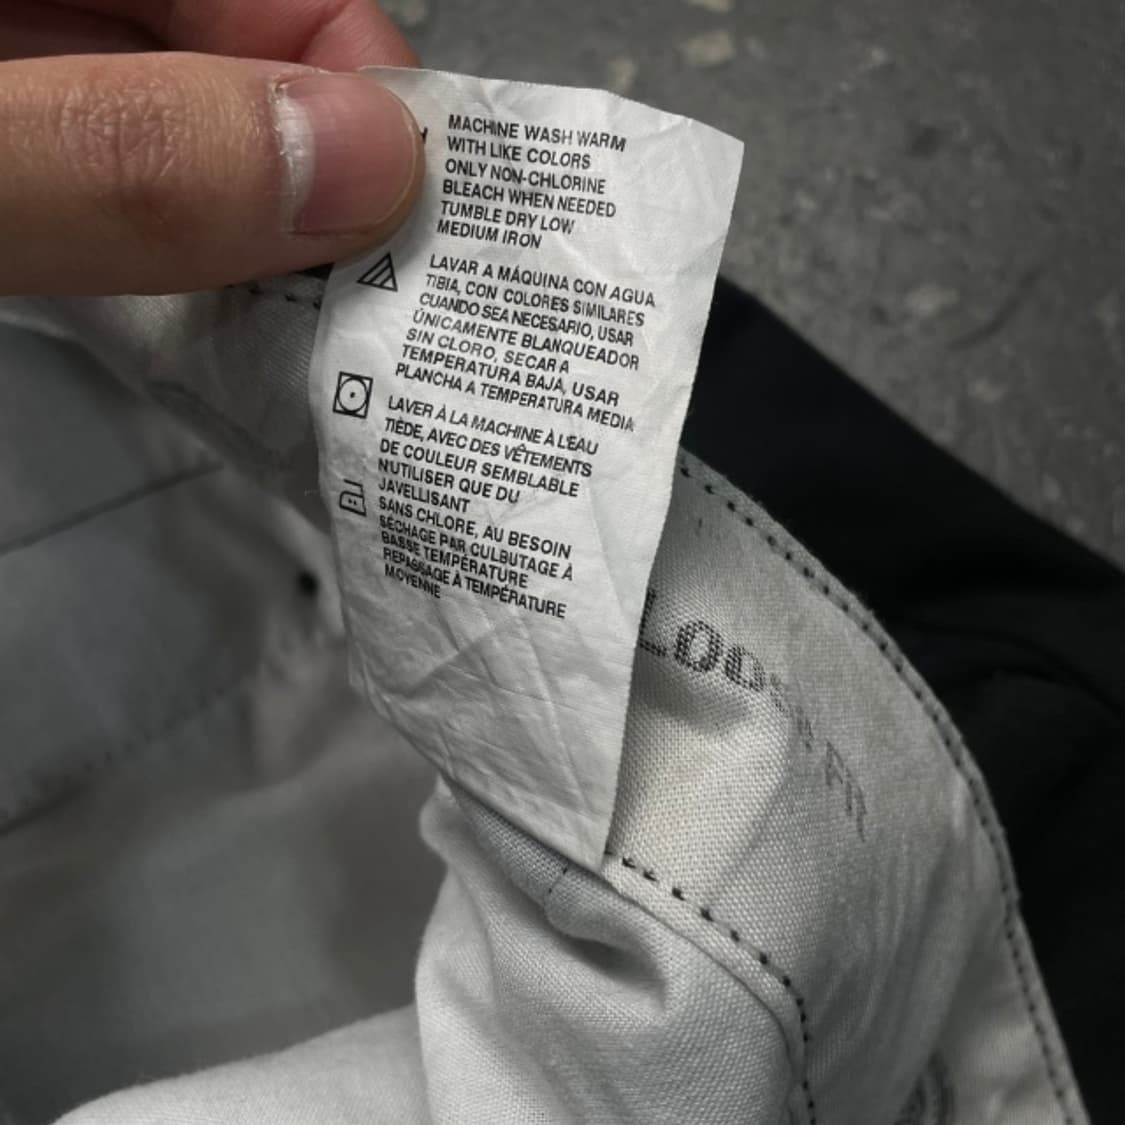 MACHINE WASH WARM
WITH LIKE COLORS
ONLY NON-CHLORINE
BLEACH WHEN NEEDED
TUMBLE DRY LOW
MEDIUM IRON
LAVAR A MÁQUINA CON AGUA
TIBIA, CON COLORES SIMILARES
CUANDO SEA NECESARIO, USAR
ÚNICAMENTE BLANQUEADOR
SIN CLORO, SECAR A
TEMPERATURA BAJA, USAR
PLANCHA A TEMPERATURA MEDIA
LAVER À LA MACHINE À L'EAU
TIÈDE, AVEC DES VÊTEMENTS
DE COULEUR SEMBLABLE
N'UTILISER QUE DU
JAVELLISANT
SANS CHLORE, AU BESOIN
SÉCHAGE PAR CULBUTAGE À
BASSE TEMPÉRATURE
REPASSAGE À TEMPÉRATURE
MOYENNE